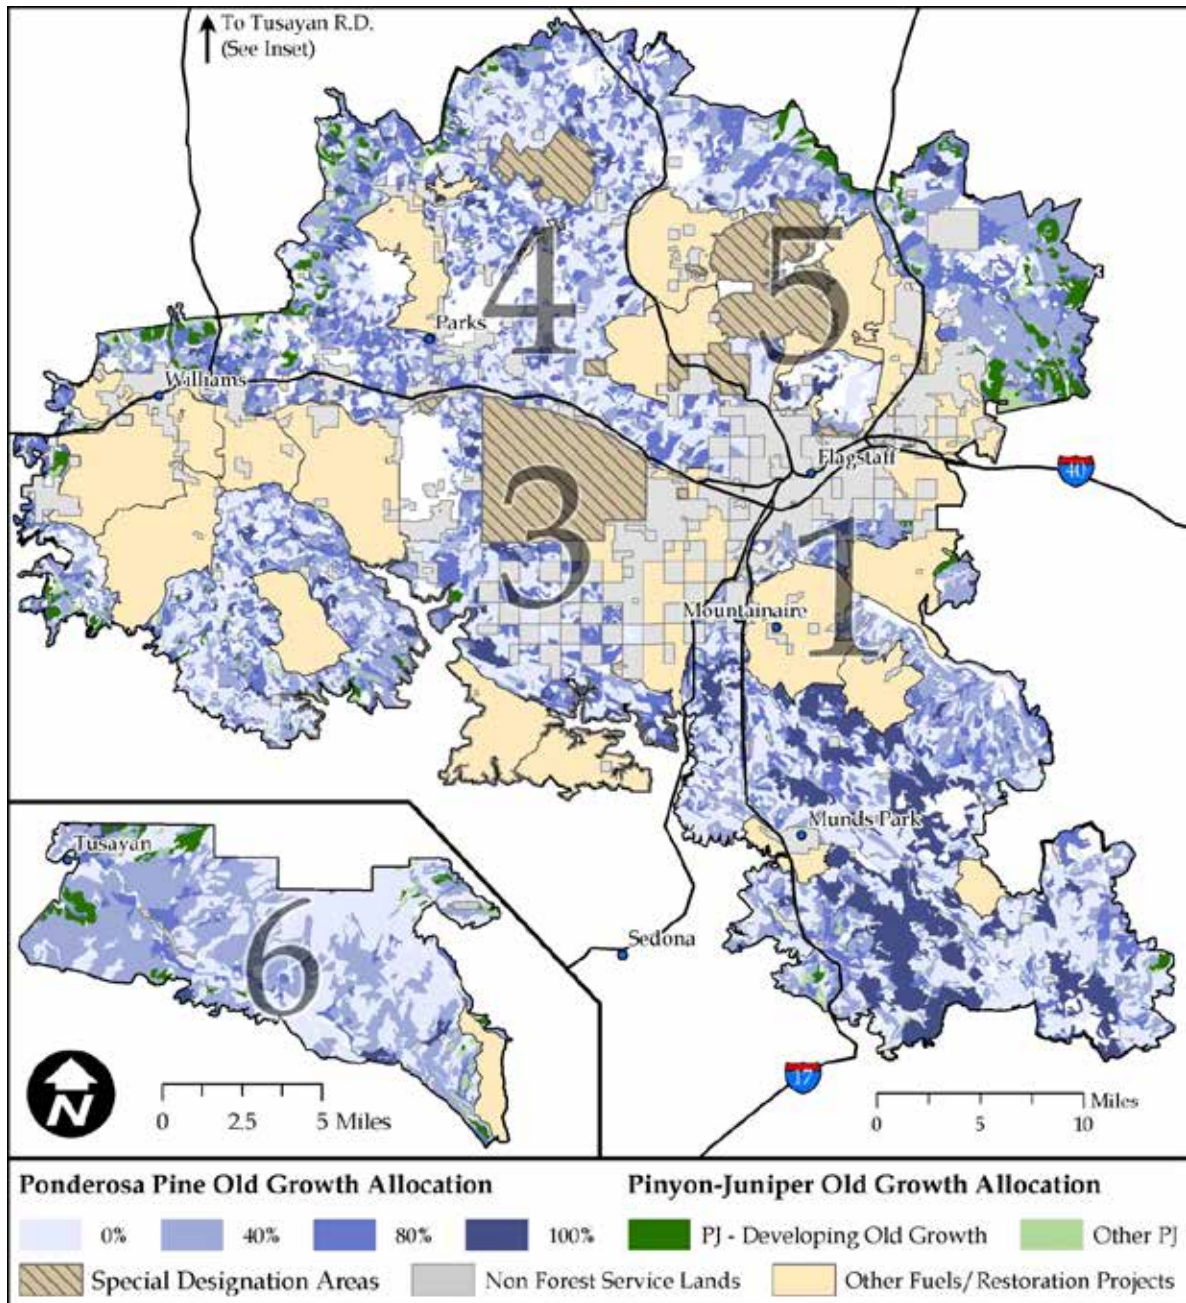 To Tusayan R.D.
(See Inset)
4
5
Parks
Williams
Flagstaff
40
3
1
Mountainaire
Munds Park
Tusayan
6
Sedona
N
0 2.5 5 Miles
17
Miles
0 5 10
Ponderosa Pine Old Growth Allocation
Pinyon-Juniper Old Growth Allocation
0% 40% 80% 100% PJ - Developing Old Growth Other PJ
Special Designation Areas Non Forest Service Lands Other Fuels/Restoration Projects